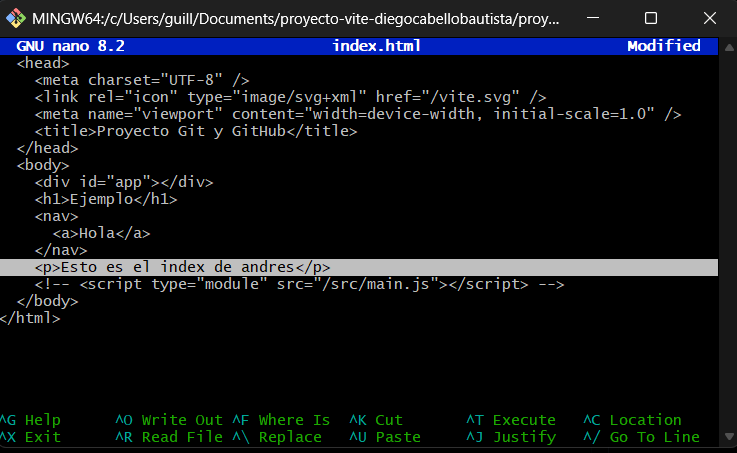 MINGW64:/c/Users/guill/Documents/proyecto-vite-diegocabellobautista/proy...
GNU nano 8.2 index.html Modified
<head>
<meta charset="UTF-8" />
<link rel="icon" type="image/svg+xml" href="/vite.svg" />
<meta name="viewport" content="width=device-width, initial-scale=1.0" />
<title>Proyecto Git y GitHub</title>
</head>
<body>
<div id="app"></div>
<h1>Ejemplo</h1>
<nav>
<a>Hola</a>
</nav>
<p>Esto es el index de andres</p>
<!-- <script type="module" src="/src/main.js"></script> -->
</body>
</html>
^G Help ^O Write Out ^F Where Is ^K Cut ^T Execute ^C Location
^X Exit ^R Read File ^\ Replace ^U Paste ^J Justify ^/ Go To Line